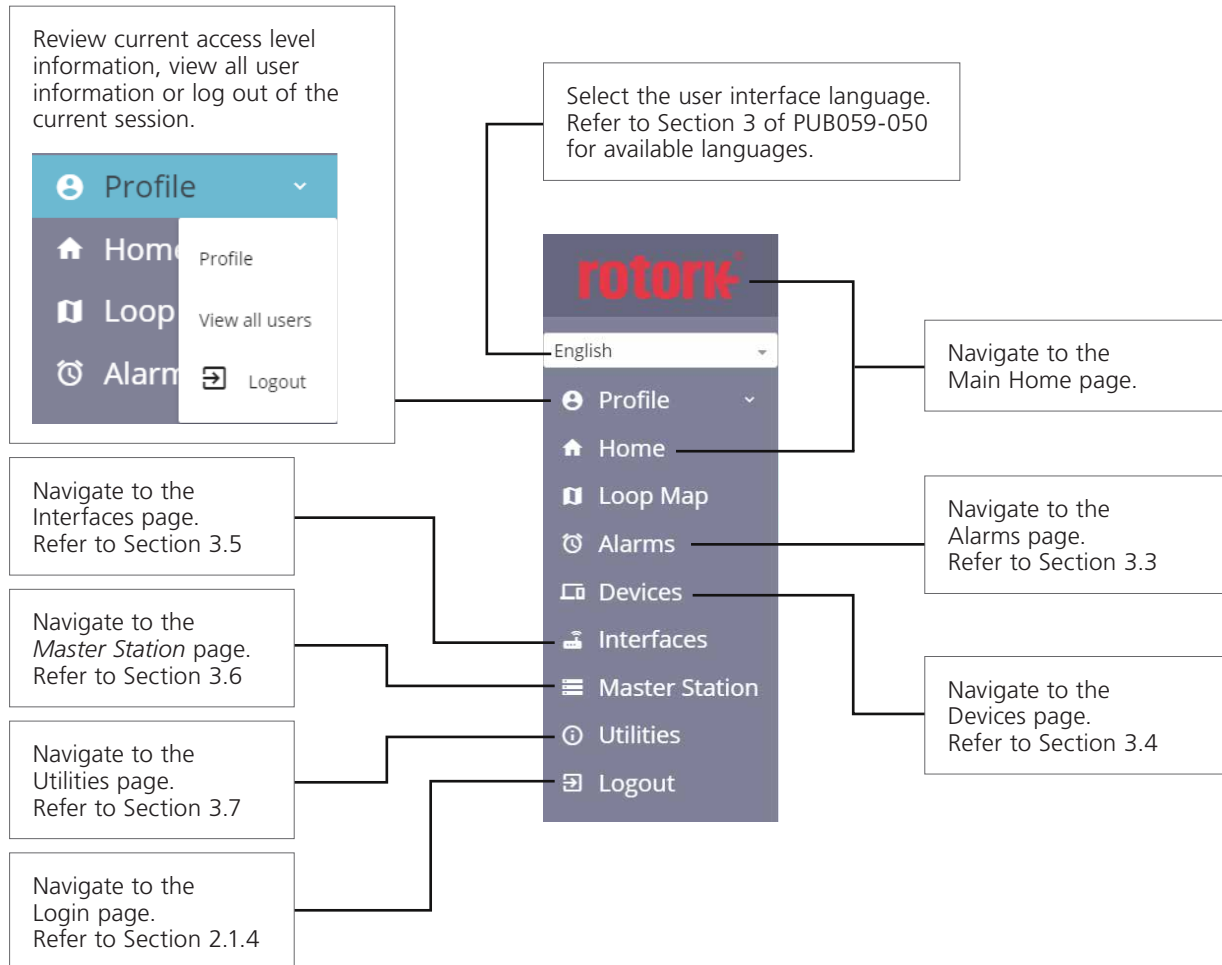 Review current access level
information, view all user
information or log out of the
current session.
Profile
Home
Loop
Alarm
Profile
View all users
Logout
Select the user interface language.
Refer to Section 3 of PUB059-050
for available languages.
rotork®
English
Profile
Home
Loop Map
Alarms
Devices
Interfaces
Master Station
Utilities
Logout
Navigate to the
Main Home page.
Navigate to the
Alarms page.
Refer to Section 3.3
Navigate to the
Devices page.
Refer to Section 3.4
Navigate to the
Interfaces page.
Refer to Section 3.5
Navigate to the
Master Station page.
Refer to Section 3.6
Navigate to the
Utilities page.
Refer to Section 3.7
Navigate to the
Login page.
Refer to Section 2.1.4